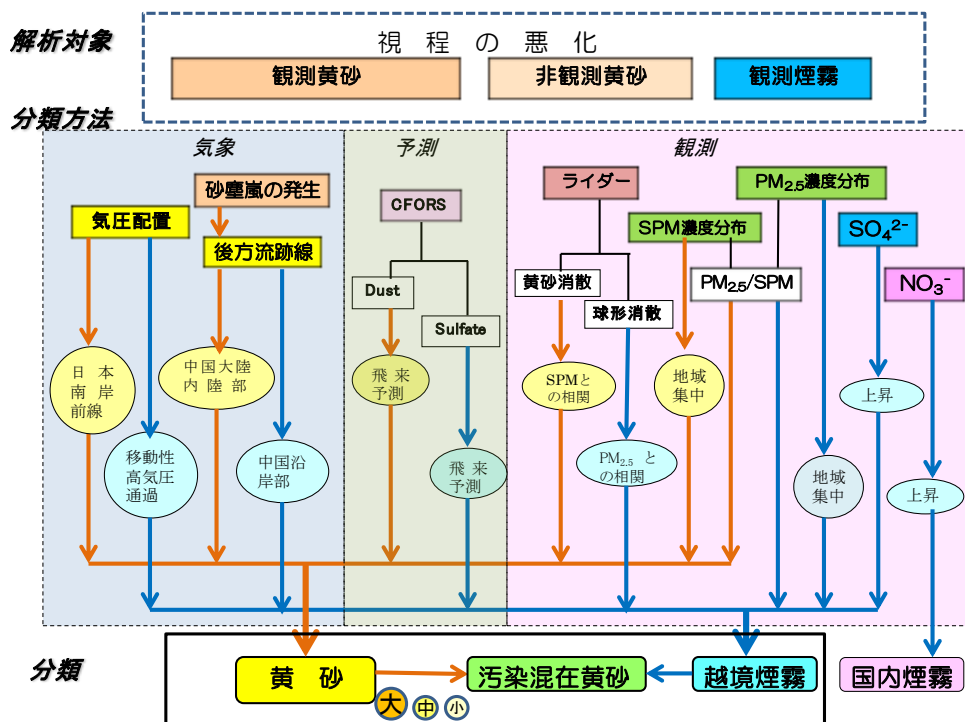 解析対象
視 程 の 悪 化
観測黄砂
非観測黄砂
観測煙霧
分類方法
気象
予測
観測
砂塵嵐の発生
気圧配置
後方流跡線
CFORS
Dust
Sulfate
ライダー
PM2.5濃度分布
SPM濃度分布
SO4²⁻
黄砂消散
球形消散
PM2.5/SPM
NO3⁻
日 本
南 岸
前線
中国大陸
内 陸 部
飛 来
予測
SPMと
の相関
地域
集中
上昇
移動性
高気圧
通過
中国沿
岸部
飛 来
予測
PM2.5 と
の相関
地域
集中
上昇
分類
黄 砂
汚染混在黄砂
越境煙霧
国内煙霧
大
中
小